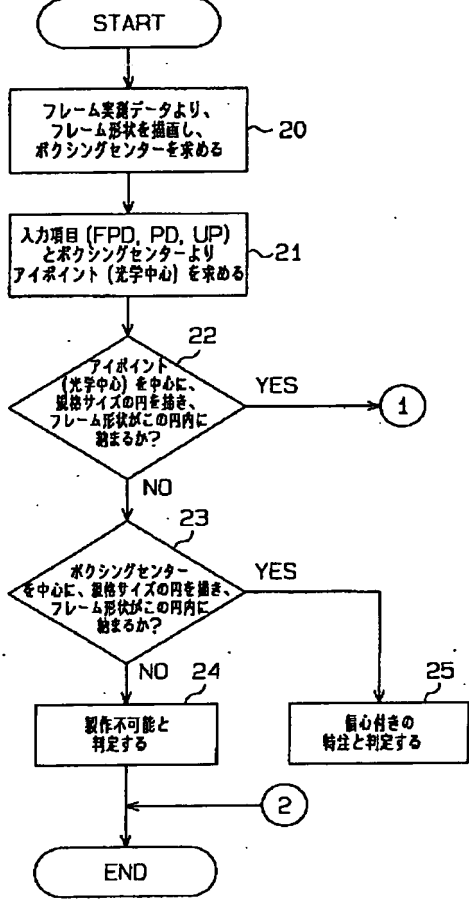 START
フレーム実測データより、
フレーム形状を描画し、
ボクシングセンターを求める
20
入力項目 (FPD, PD, UP)
とボクシングセンターより
アイポイント (光学中心) を求める
21
22
アイポイント
(光学中心) を中心に、
規格サイズの円を描き、
フレーム形状がこの円内に
納まるか?
YES
1
NO
23
ボクシングセンター
を中心に、規格サイズの円を描き、
フレーム形状がこの円内に
納まるか?
YES
NO
24
製作不可能と
判定する
25
偏心付きの
特注と判定する
2
END